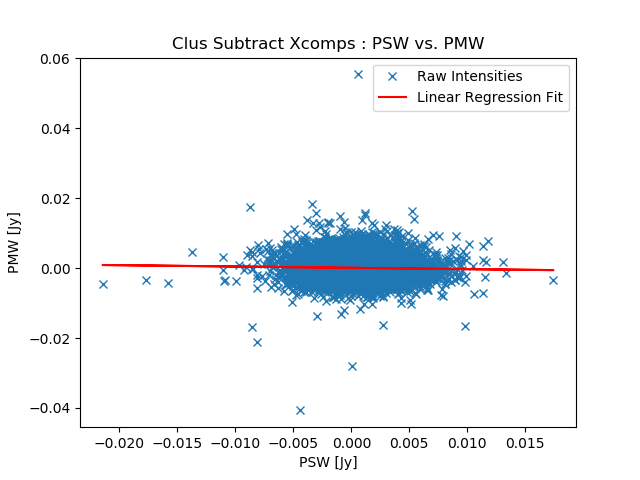 Clus Subtract Xcomps : PSW vs. PMW
Raw Intensities
Linear Regression Fit
PMW [Jy]
0.06
0.04
0.02
0.00
−0.02
−0.04
−0.020 −0.015 −0.010 −0.005 0.000 0.005 0.010 0.015
PSW [Jy]